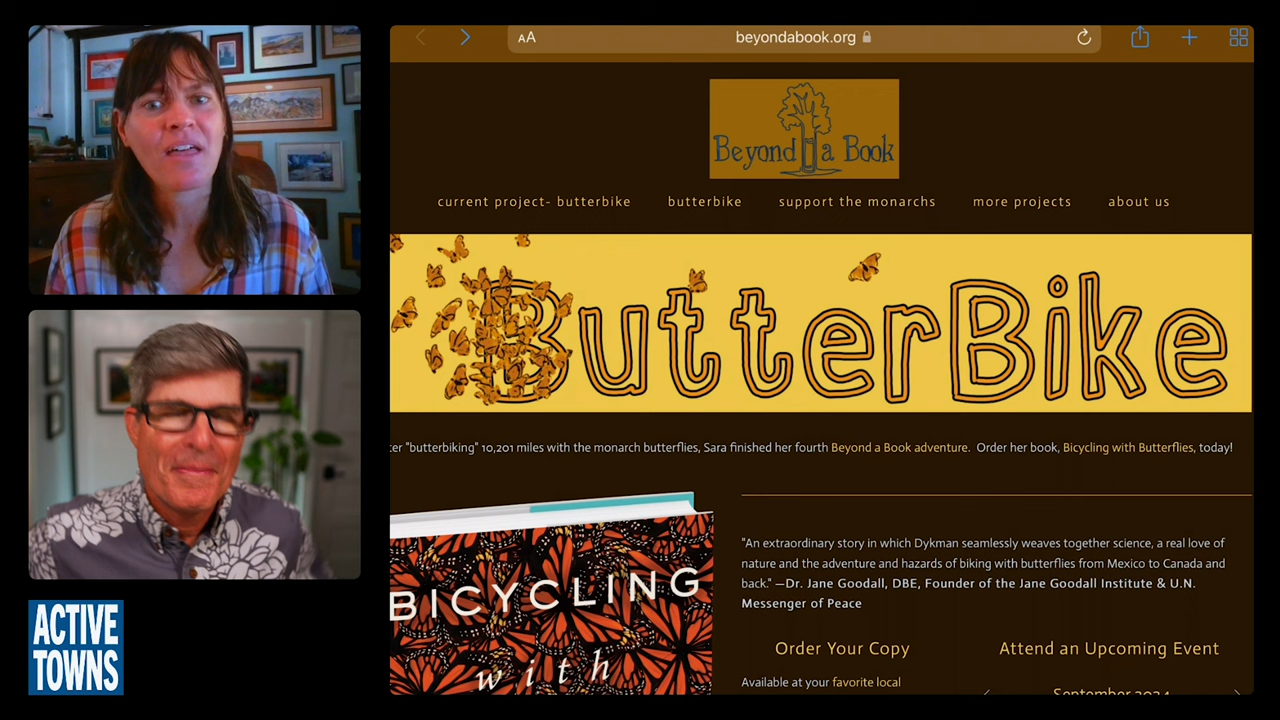 AA
beyondabook.org
Beyond a Book
current project- butterbike
butterbike
support the monarchs
more projects
about us
ButterBike
"butterbiking" 10,201 miles with the monarch butterflies, Sara finished her fourth Beyond a Book adventure. Order her book, Bicycling with Butterflies, today!
BICYCLING
with
"An extraordinary story in which Dykman seamlessly weaves together science, a real love of
nature and the adventure and hazards of biking with butterflies from Mexico to Canada and
back." —Dr. Jane Goodall, DBE, Founder of the Jane Goodall Institute & U.N.
Messenger of Peace
Order Your Copy
Attend an Upcoming Event
Available at your favorite local
September 2024
ACTIVE
TOWNS